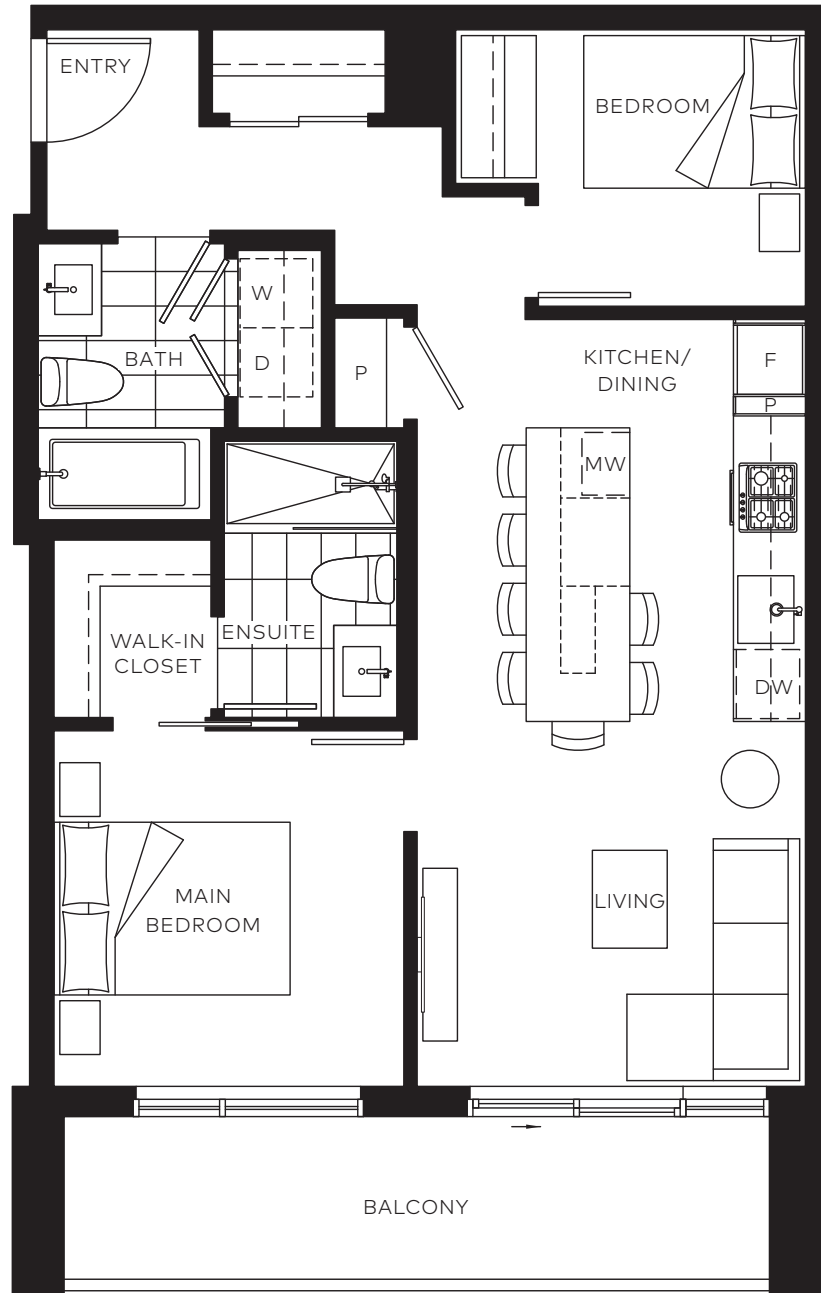 ENTRY
BEDROOM
W
BATH
D
P
KITCHEN/
DINING
F
P
MW
WALK-IN
CLOSET
ENSUITE
DW
MAIN
BEDROOM
LIVING
BALCONY